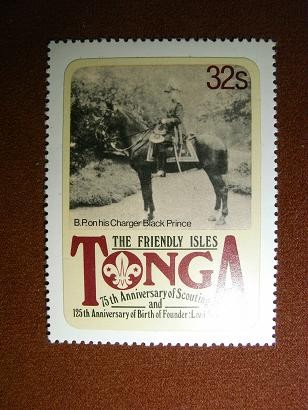 32s
B.P. on his Charger Black Prince
THE FRIENDLY ISLES
TONGA
75th Anniversary of Scouting
and
125th Anniversary of Birth of Founder: Lord